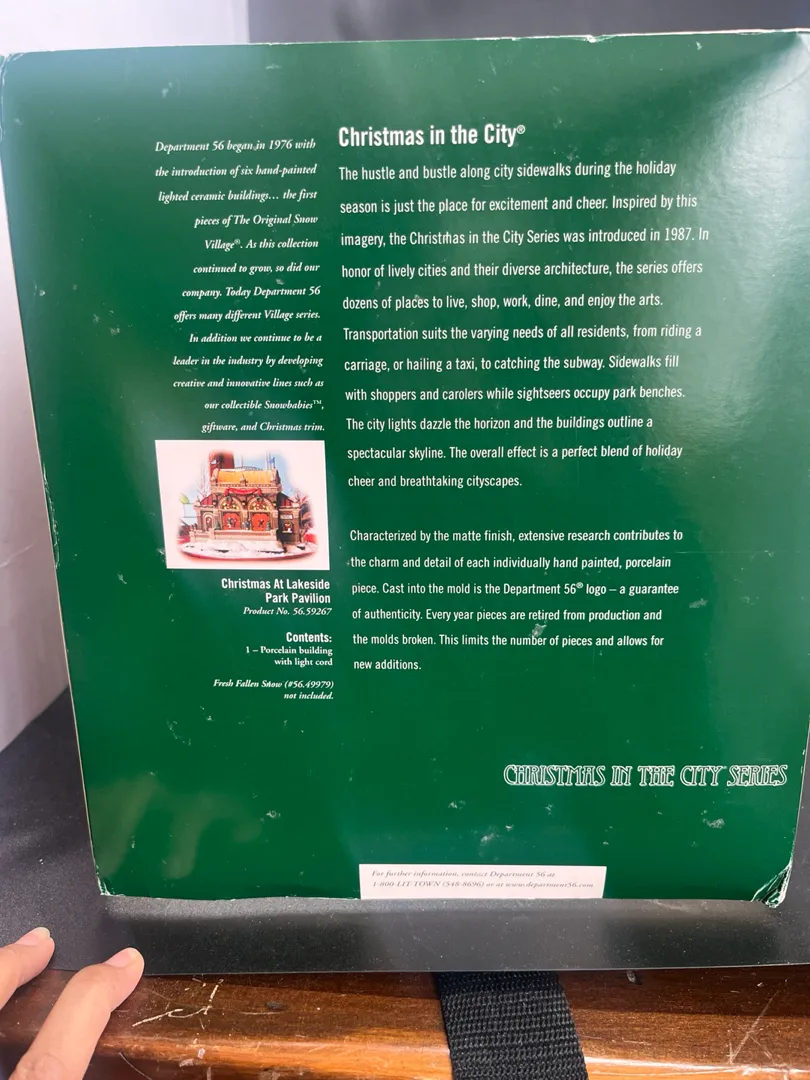 Department 56 began in 1976 with
the introduction of six hand-painted
lighted ceramic buildings... the first
pieces of The Original Snow
Village®. As this collection
continued to grow, so did our
company. Today Department 56
offers many different Village series.
In addition we continue to be a
leader in the industry by developing
creative and innovative lines such as
our collectible Snowbabies™,
giftware, and Christmas trim.
Christmas At Lakeside
Park Pavilion
Product No. 56.59267
Contents:
1 – Porcelain building
with light cord
Fresh Fallen Snow (#56.49979)
not included.
Christmas in the City®
The hustle and bustle along city sidewalks during the holiday
season is just the place for excitement and cheer. Inspired by this
imagery, the Christmas in the City Series was introduced in 1987. In
honor of lively cities and their diverse architecture, the series offers
dozens of places to live, shop, work, dine, and enjoy the arts.
Transportation suits the varying needs of all residents, from riding a
carriage, or hailing a taxi, to catching the subway. Sidewalks fill
with shoppers and carolers while sightseers occupy park benches.
The city lights dazzle the horizon and the buildings outline a
spectacular skyline. The overall effect is a perfect blend of holiday
cheer and breathtaking cityscapes.
Characterized by the matte finish, extensive research contributes to
the charm and detail of each individually hand painted, porcelain
piece. Cast into the mold is the Department 56® logo – a guarantee
of authenticity. Every year pieces are retired from production and
the molds broken. This limits the number of pieces and allows for
new additions.
CHRISTMAS IN THE CITY SERIES
For further information, contact Department 56 at
1-800-LIT-TOWN (548-8696) or at www.department56.com